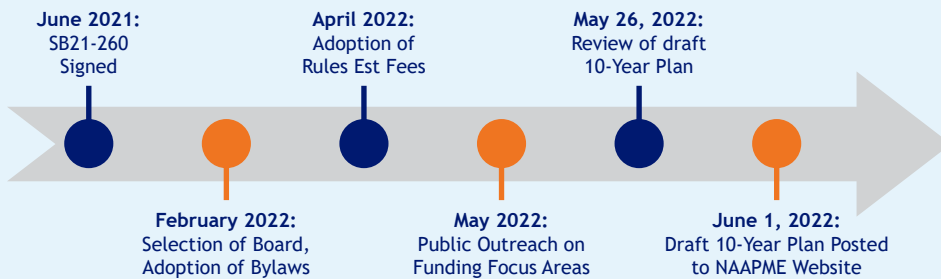 June 2021:
SB21-260
Signed
February 2022:
Selection of Board,
Adoption of Bylaws
April 2022:
Adoption of
Rules Est Fees
May 2022:
Public Outreach on
Funding Focus Areas
May 26, 2022:
Review of draft
10-Year Plan
June 1, 2022:
Draft 10-Year Plan Posted
to NAAPME Website